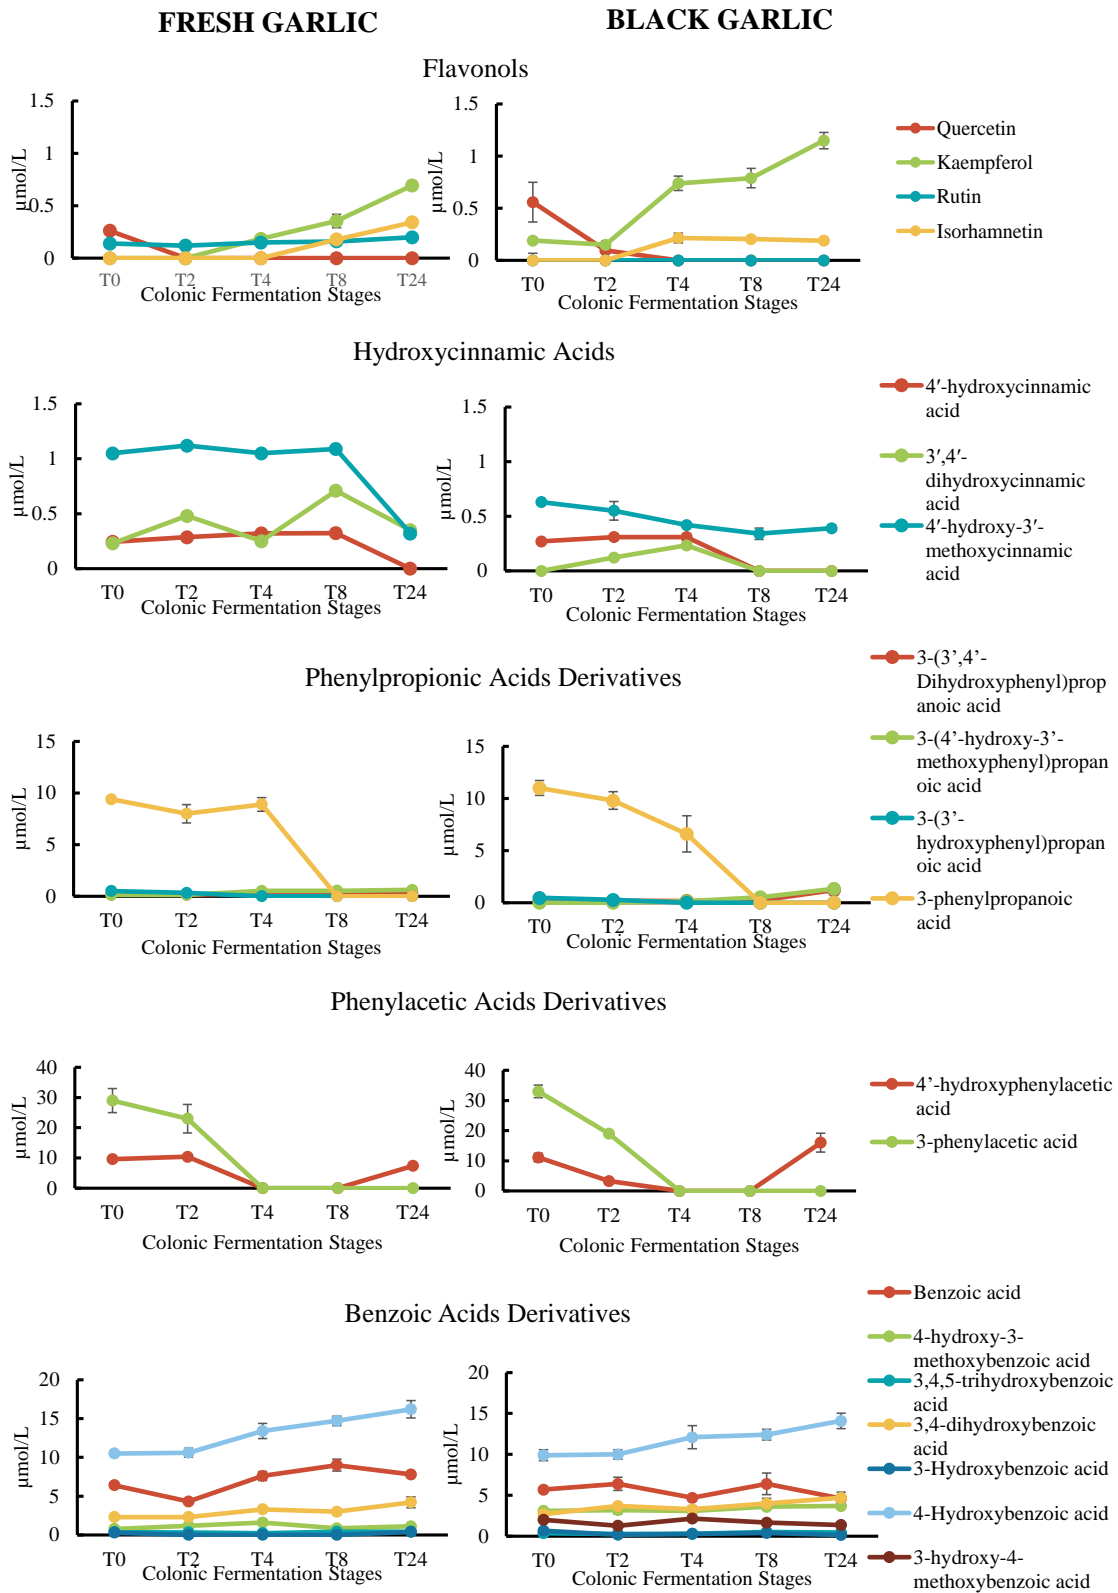 FRESH GARLIC
BLACK GARLIC
Flavonols
1.5
1
0.5
0
µmol/L
T0
T2
T4
T8
T24
Colonic Fermentation Stages
1.5
1
0.5
0
µmol/L
T0
T2
T4
T8
T24
Colonic Fermentation Stages
Quercetin
Kaempferol
Rutin
Isorhamnetin
Hydroxycinnamic Acids
1.5
1
0.5
0
µmol/L
T0
T2
T4
T8
T24
Colonic Fermentation Stages
1.5
1
0.5
0
µmol/L
T0
T2
T4
T8
T24
Colonic Fermentation Stages
4′-hydroxycinnamic
acid
3′,4′-
dihydroxycinnamic
acid
4′-hydroxy-3′-
methoxycinnamic
acid
Phenylpropionic Acids Derivatives
15
10
5
0
µmol/L
T0
T2
T4
T8
T24
Colonic Fermentation Stages
15
10
5
0
µmol/L
T0
T2
T4
T8
T24
Colonic Fermentation Stages
3-(3’,4’-
Dihydroxyphenyl)prop
anoic acid
3-(4’-hydroxy-3’-
methoxyphenyl)propan
oic acid
3-(3’-
hydroxyphenyl)propan
oic acid
3-phenylpropanoic
acid
Phenylacetic Acids Derivatives
40
30
20
10
0
µmol/L
T0
T2
T4
T8
T24
Colonic Fermentation Stages
40
30
20
10
0
µmol/L
T0
T2
T4
T8
T24
Colonic Fermentation Stages
4’-hydroxyphenylacetic
acid
3-phenylacetic acid
Benzoic Acids Derivatives
20
15
10
5
0
µmol/L
T0
T2
T4
T8
T24
Colonic Fermentation Stages
20
15
10
5
0
µmol/L
T0
T2
T4
T8
T24
Colonic Fermentation Stages
Benzoic acid
4-hydroxy-3-
methoxybenzoic acid
3,4,5-trihydroxybenzoic
acid
3,4-dihydroxybenzoic
acid
3-Hydroxybenzoic acid
4-Hydroxybenzoic acid
3-hydroxy-4-
methoxybenzoic acid